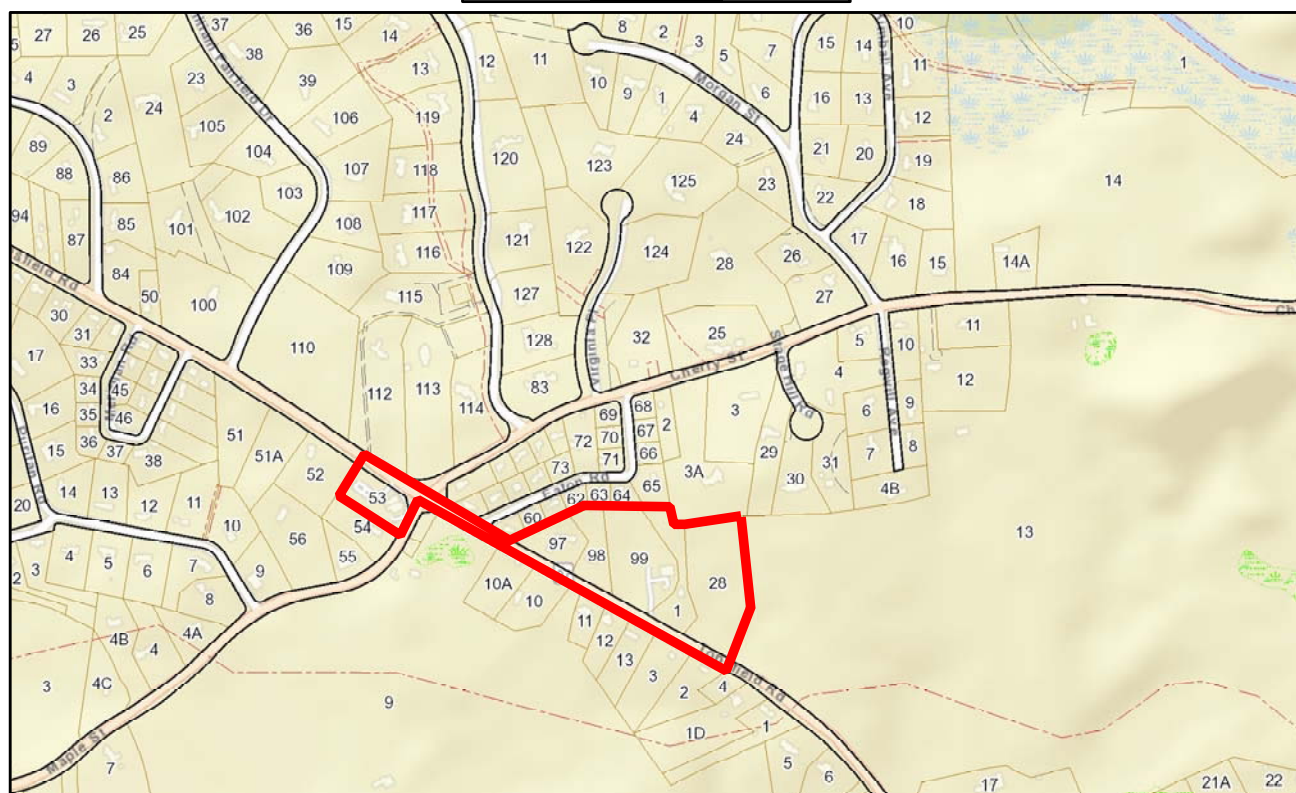 27 26 25 37 36 15 14 12 11 8 2 3 5 7 15 14 10 11 1
4 3 2 24 23 38 39 13 10 9 1 4 6 16 13
Morgan St
89 88 86 105 104 106 107 119 118 120 123 125 24 23 21 20 12 19 14
94 87 85 84 101 102 103 108 117 116 121 122 124 22 18
109 28 26 17 16 15 14A
50 100 115 127 32 25 27
30 31 110 128 Virginia Pl Cherry St 5 10 11
17 33 34 45 112 113 114 83 4 12
16 35 46 69 68 3 6 9
15 36 37 38 51 51A 52 72 70 67 2 29 7 8
Puritan Rd 73 71 66 3A 30 31 4B
20 14 13 12 11 53 62 63 64 65
10 56 54 60 97 98 99 28 13
4 5 6 7 9 55 10A 10
2 3 8 11 1
4B 4 4A 12 13 3 2 4
3 4C 9 1D 1
Maple St
7 5 6 17 21A 22